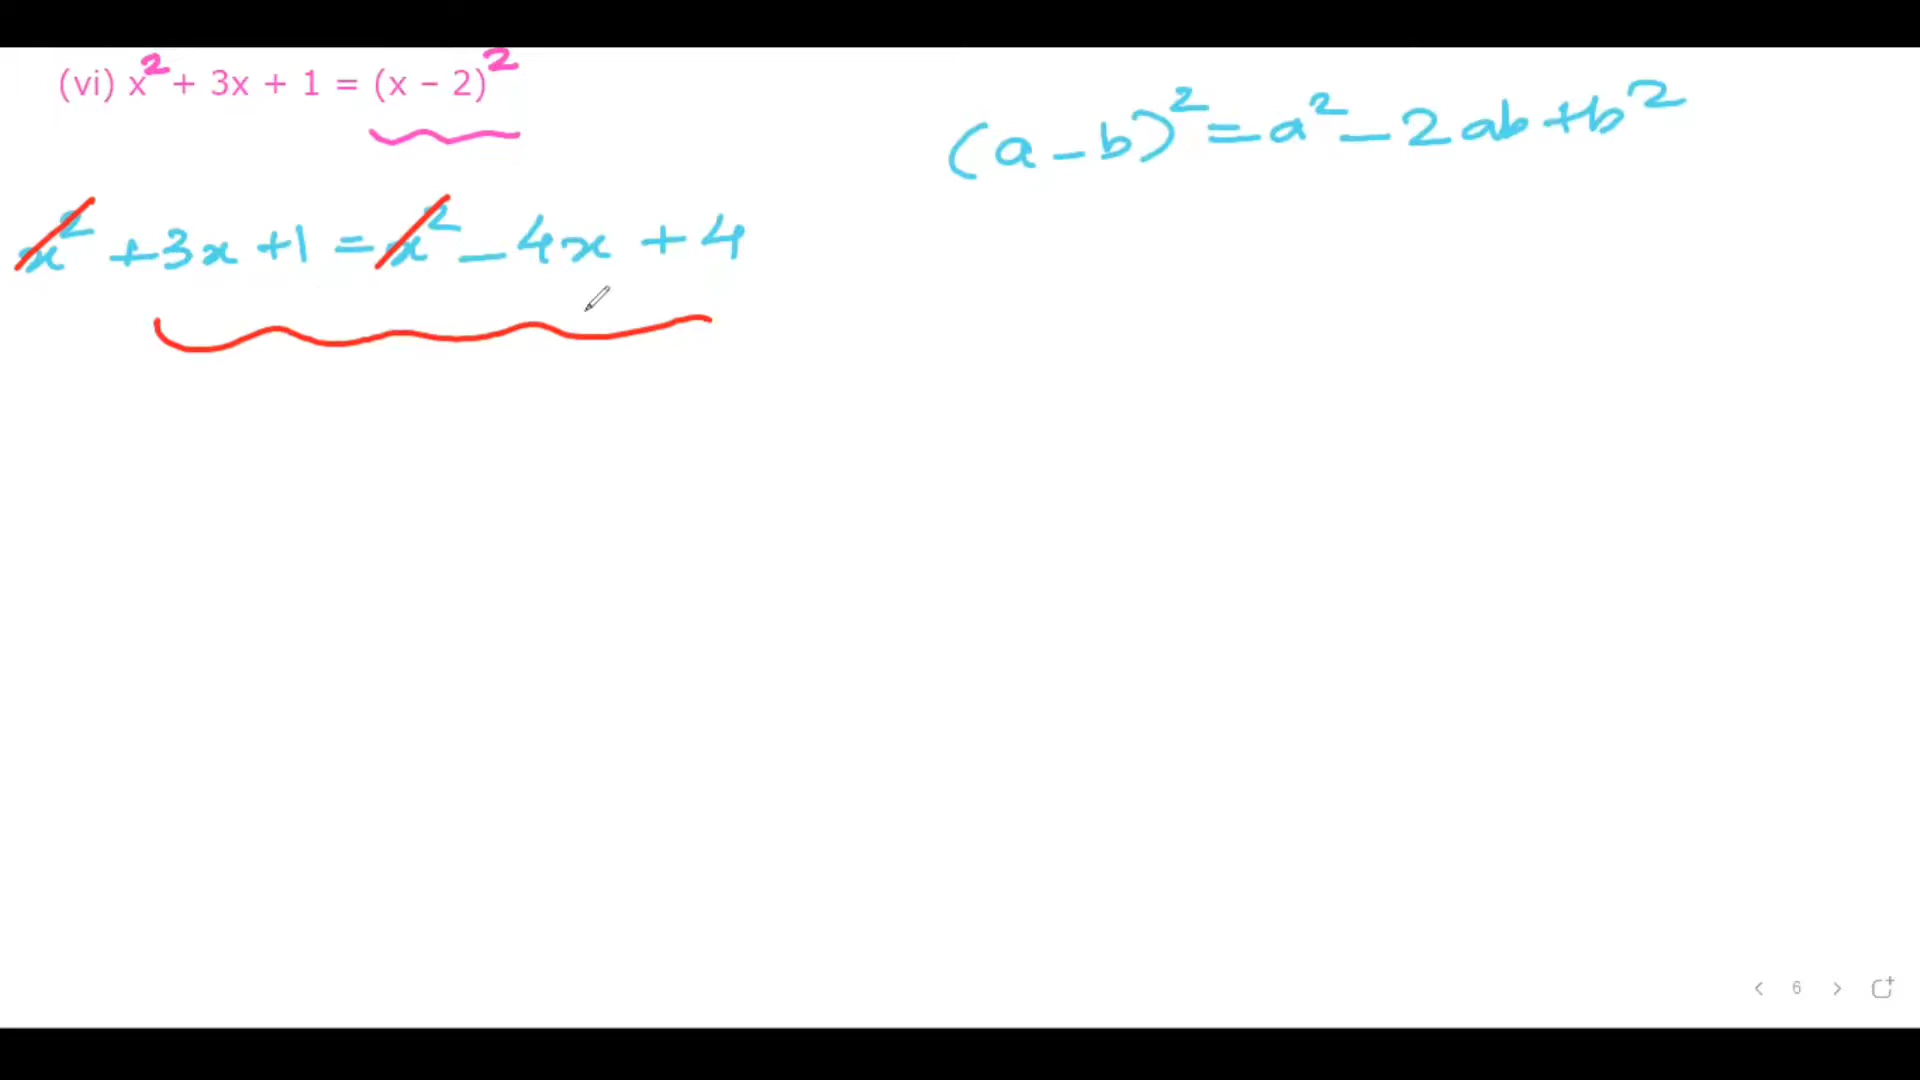 (vi) x² + 3x + 1 = (x – 2)²
(a – b)² = a² – 2ab + b²
x² + 3x + 1 = x² – 4x + 4
6